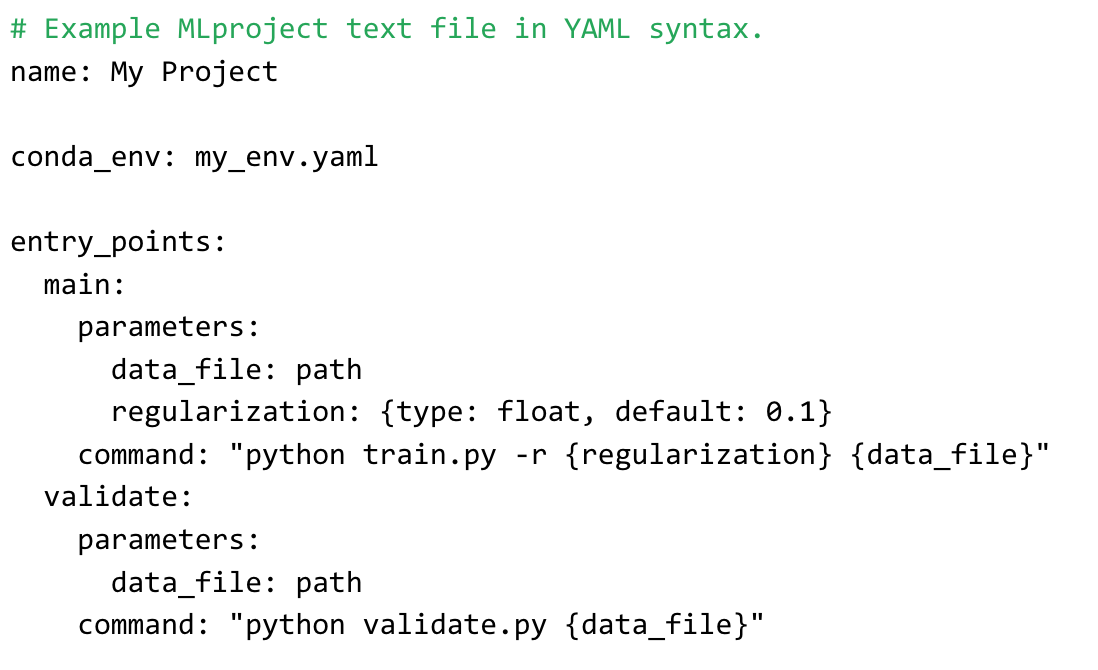 # Example MLproject text file in YAML syntax.
name: My Project

conda_env: my_env.yaml

entry_points:
  main:
    parameters:
      data_file: path
      regularization: {type: float, default: 0.1}
    command: "python train.py -r {regularization} {data_file}"
  validate:
    parameters:
      data_file: path
    command: "python validate.py {data_file}"